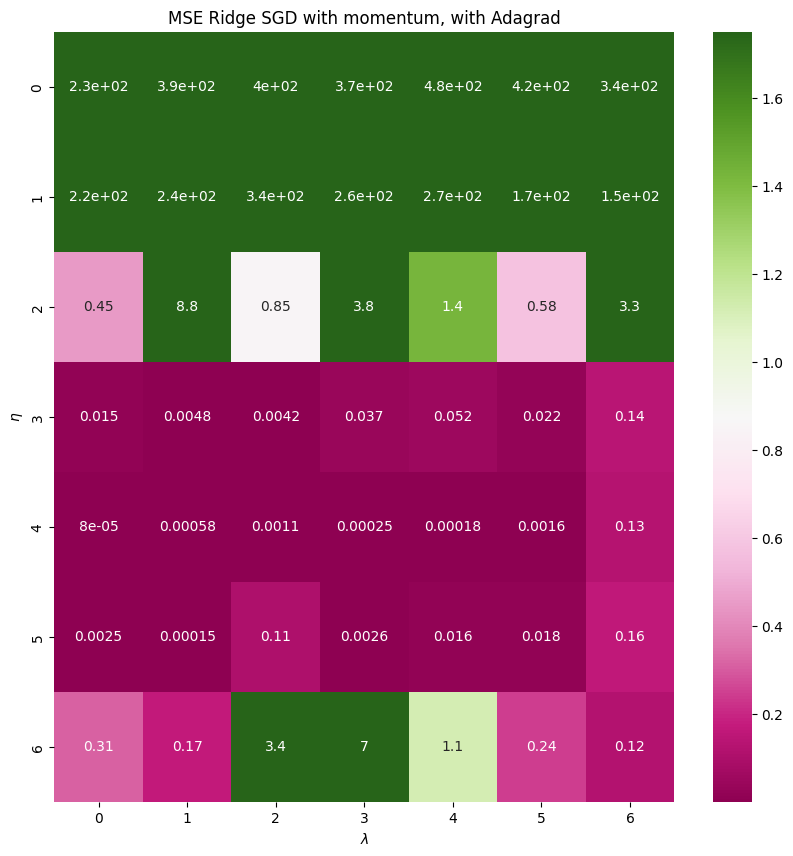 MSE Ridge SGD with momentum, with Adagrad
0 2.3e+02 3.9e+02 4e+02 3.7e+02 4.8e+02 4.2e+02 3.4e+02
1 2.2e+02 2.4e+02 3.4e+02 2.6e+02 2.7e+02 1.7e+02 1.5e+02
2 0.45 8.8 0.85 3.8 1.4 0.58 3.3
η
3 0.015 0.0048 0.0042 0.037 0.052 0.022 0.14
4 8e-05 0.00058 0.0011 0.00025 0.00018 0.0016 0.13
5 0.0025 0.00015 0.11 0.0026 0.016 0.018 0.16
6 0.31 0.17 3.4 7 1.1 0.24 0.12
0 1 2 3 4 5 6
λ
1.6
1.4
1.2
1.0
0.8
0.6
0.4
0.2